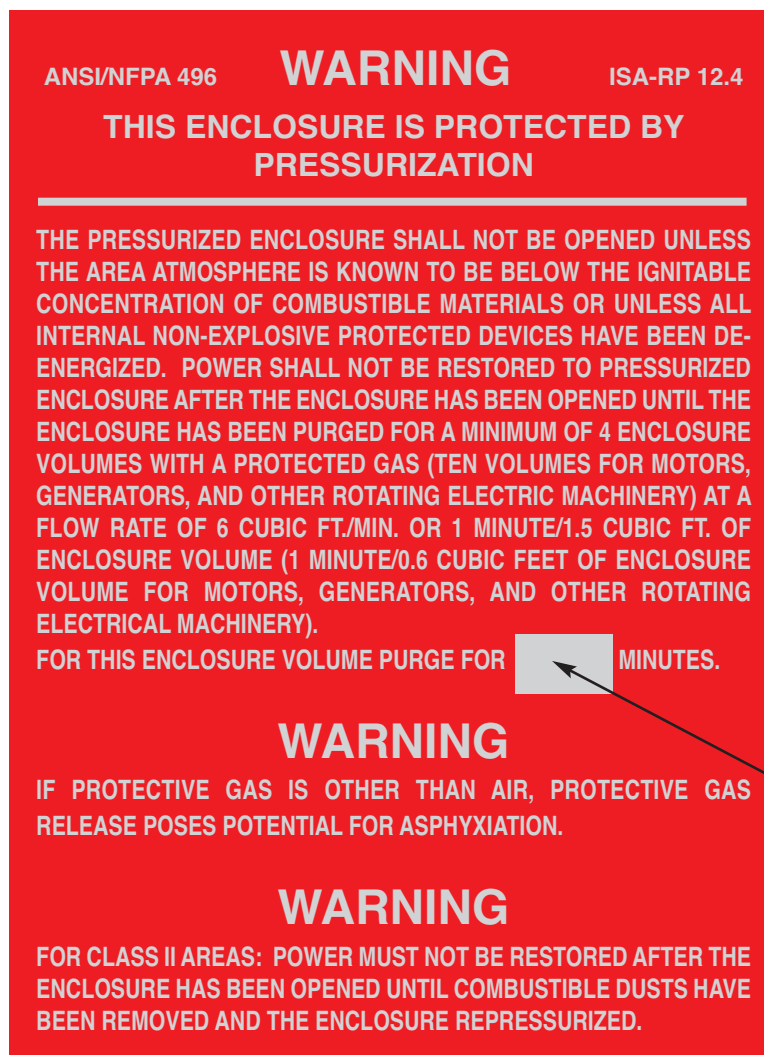 ANSI/NFPA 496 WARNING ISA-RP 12.4
THIS ENCLOSURE IS PROTECTED BY
PRESSURIZATION
THE PRESSURIZED ENCLOSURE SHALL NOT BE OPENED UNLESS
THE AREA ATMOSPHERE IS KNOWN TO BE BELOW THE IGNITABLE
CONCENTRATION OF COMBUSTIBLE MATERIALS OR UNLESS ALL
INTERNAL NON-EXPLOSIVE PROTECTED DEVICES HAVE BEEN DE-
ENERGIZED. POWER SHALL NOT BE RESTORED TO PRESSURIZED
ENCLOSURE AFTER THE ENCLOSURE HAS BEEN OPENED UNTIL THE
ENCLOSURE HAS BEEN PURGED FOR A MINIMUM OF 4 ENCLOSURE
VOLUMES WITH A PROTECTED GAS (TEN VOLUMES FOR MOTORS,
GENERATORS, AND OTHER ROTATING ELECTRIC MACHINERY) AT A
FLOW RATE OF 6 CUBIC FT./MIN. OR 1 MINUTE/1.5 CUBIC FT. OF
ENCLOSURE VOLUME (1 MINUTE/0.6 CUBIC FEET OF ENCLOSURE
VOLUME FOR MOTORS, GENERATORS, AND OTHER ROTATING
ELECTRICAL MACHINERY).
FOR THIS ENCLOSURE VOLUME PURGE FOR MINUTES.
WARNING
IF PROTECTIVE GAS IS OTHER THAN AIR, PROTECTIVE GAS
RELEASE POSES POTENTIAL FOR ASPHYXIATION.
WARNING
FOR CLASS II AREAS: POWER MUST NOT BE RESTORED AFTER THE
ENCLOSURE HAS BEEN OPENED UNTIL COMBUSTIBLE DUSTS HAVE
BEEN REMOVED AND THE ENCLOSURE REPRESSURIZED.